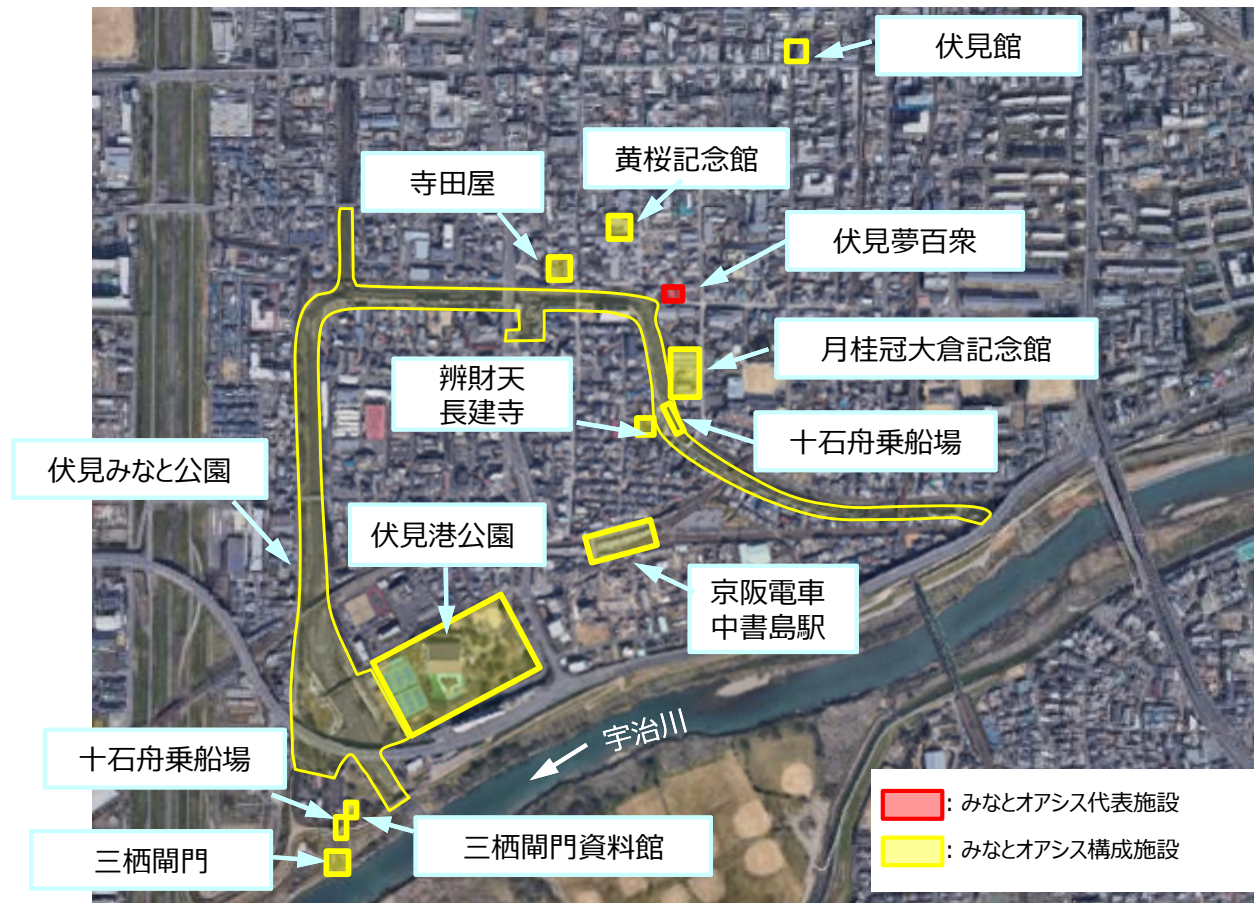 伏見館
黄桜記念館
寺田屋
伏見夢百衆
月桂冠大倉記念館
辨財天
長建寺
十石舟乗船場
伏見みなと公園
伏見港公園
京阪電車
中書島駅
宇治川
十石舟乗船場
三栖閘門資料館
三栖閘門
: みなとオアシス代表施設
: みなとオアシス構成施設